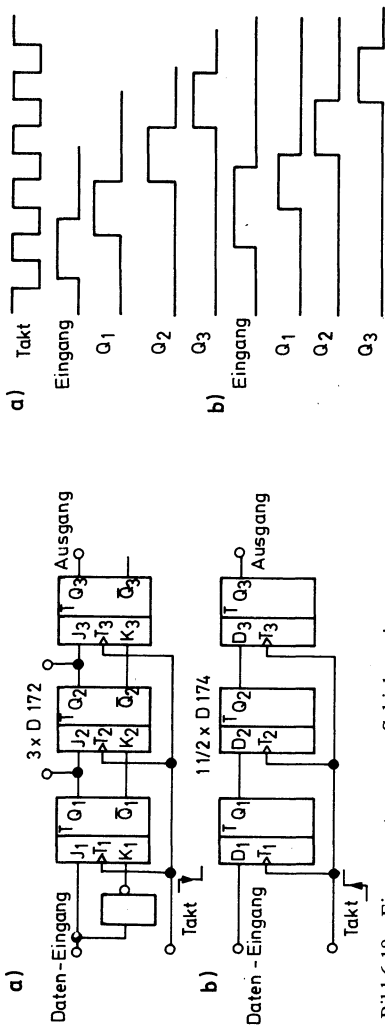 a)
3 x D 172
Daten-Eingang
J1
T1
K1
T
Q1
Q̅1
J2
T2
K2
T
Q2
Q̅2
J3
T3
K3
T
Q3
Q̅3
Ausgang
Takt
b)
1 1/2 x D 174
Daten-Eingang
D1
T1
T
Q1
D2
T2
T
Q2
D3
T3
T
Q3
Ausgang
Takt
a)
Takt
Eingang
Q1
Q2
Q3
b)
Eingang
Q1
Q2
Q3
Bild